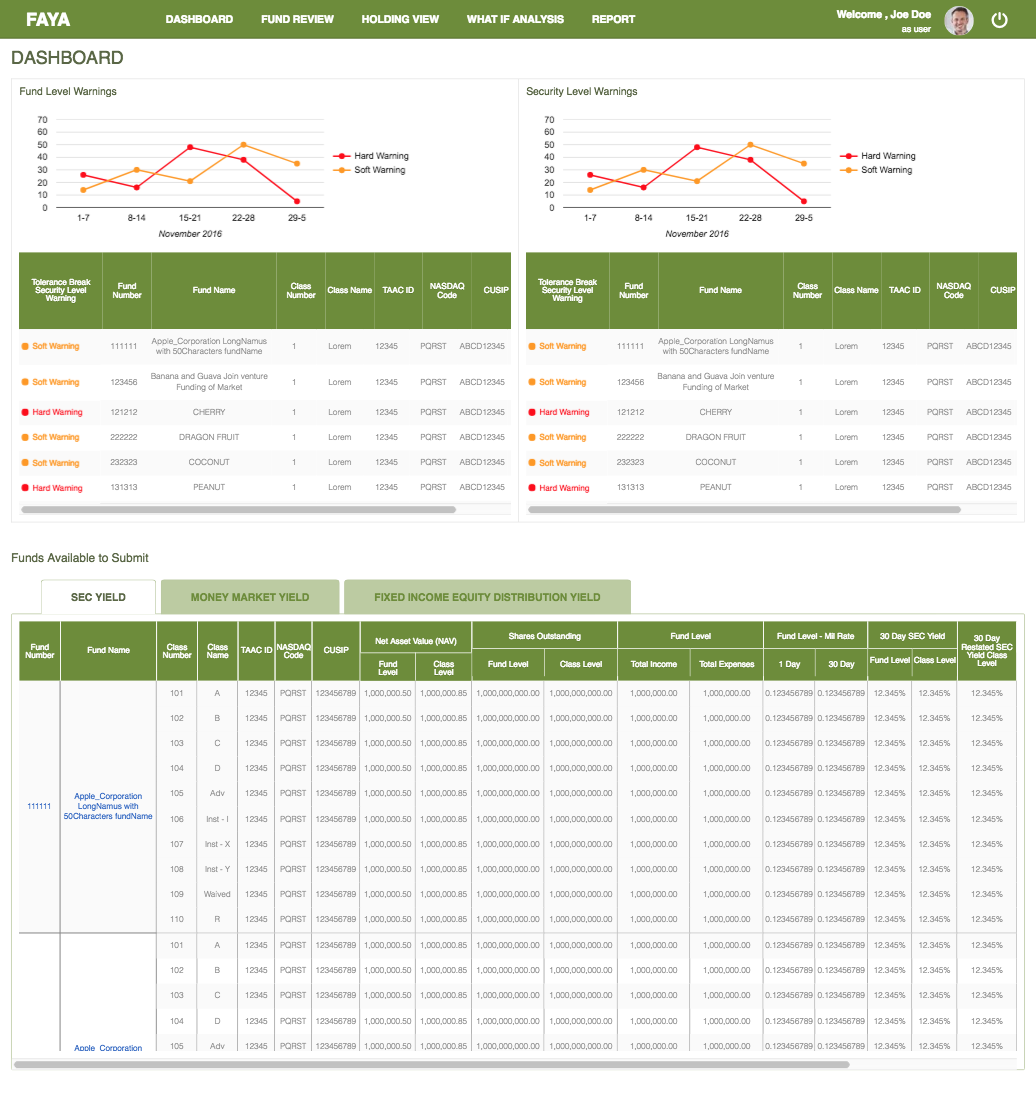 FAYA DASHBOARD FUND REVIEW HOLDING VIEW WHAT IF ANALYSIS REPORT Welcome , Joe Doe
as user
DASHBOARD
Fund Level Warnings
70
60
50
40
30
20
10
0
1-7 8-14 15-21 22-28 29-5
November 2016
Hard Warning
Soft Warning
Tolerance Break Security Level Warning Fund Number Fund Name Class Number Class Name TAAC ID NASDAQ Code CUSIP
Soft Warning 111111 Apple_Corporation LongNamus with 50Characters fundName 1 Lorem 12345 PQRST ABCD12345
Soft Warning 123456 Banana and Guava Join venture Funding of Market 1 Lorem 12345 PQRST ABCD12345
Hard Warning 121212 CHERRY 1 Lorem 12345 PQRST ABCD12345
Soft Warning 222222 DRAGON FRUIT 1 Lorem 12345 PQRST ABCD12345
Soft Warning 232323 COCONUT 1 Lorem 12345 PQRST ABCD12345
Hard Warning 131313 PEANUT 1 Lorem 12345 PQRST ABCD12345
Security Level Warnings
70
60
50
40
30
20
10
0
1-7 8-14 15-21 22-28 29-5
November 2016
Hard Warning
Soft Warning
Tolerance Break Security Level Warning Fund Number Fund Name Class Number Class Name TAAC ID NASDAQ Code CUSIP
Soft Warning 111111 Apple_Corporation LongNamus with 50Characters fundName 1 Lorem 12345 PQRST ABCD12345
Soft Warning 123456 Banana and Guava Join venture Funding of Market 1 Lorem 12345 PQRST ABCD12345
Hard Warning 121212 CHERRY 1 Lorem 12345 PQRST ABCD12345
Soft Warning 222222 DRAGON FRUIT 1 Lorem 12345 PQRST ABCD12345
Soft Warning 232323 COCONUT 1 Lorem 12345 PQRST ABCD12345
Hard Warning 131313 PEANUT 1 Lorem 12345 PQRST ABCD12345
Funds Available to Submit
SEC YIELD MONEY MARKET YIELD FIXED INCOME EQUITY DISTRIBUTION YIELD
Fund Number Fund Name Class Number Class Name TAAC ID NASDAQ Code CUSIP Net Asset Value (NAV) Shares Outstanding Fund Level Fund Level - Mil Rate 30 Day SEC Yield 30 Day Restated SEC Yield Class Level
Fund Level Class Level Fund Level Class Level Total Income Total Expenses 1 Day 30 Day Fund Level Class Level
111111 Apple_Corporation LongNamus with 50Characters fundName
101 A 12345 PQRST 123456789 1,000,000.50 1,000,000.85 1,000,000,000.00 1,000,000,000.00 1,000,000.00 1,000,000.00 0.123456789 0.123456789 12.345% 12.345% 12.345%
102 B 12345 PQRST 123456789 1,000,000.50 1,000,000.85 1,000,000,000.00 1,000,000,000.00 1,000,000.00 1,000,000.00 0.123456789 0.123456789 12.345% 12.345% 12.345%
103 C 12345 PQRST 123456789 1,000,000.50 1,000,000.85 1,000,000,000.00 1,000,000,000.00 1,000,000.00 1,000,000.00 0.123456789 0.123456789 12.345% 12.345% 12.345%
104 D 12345 PQRST 123456789 1,000,000.50 1,000,000.85 1,000,000,000.00 1,000,000,000.00 1,000,000.00 1,000,000.00 0.123456789 0.123456789 12.345% 12.345% 12.345%
105 Adv 12345 PQRST 123456789 1,000,000.50 1,000,000.85 1,000,000,000.00 1,000,000,000.00 1,000,000.00 1,000,000.00 0.123456789 0.123456789 12.345% 12.345% 12.345%
106 Inst - I 12345 PQRST 123456789 1,000,000.50 1,000,000.85 1,000,000,000.00 1,000,000,000.00 1,000,000.00 1,000,000.00 0.123456789 0.123456789 12.345% 12.345% 12.345%
107 Inst - X 12345 PQRST 123456789 1,000,000.50 1,000,000.85 1,000,000,000.00 1,000,000,000.00 1,000,000.00 1,000,000.00 0.123456789 0.123456789 12.345% 12.345% 12.345%
108 Inst - Y 12345 PQRST 123456789 1,000,000.50 1,000,000.85 1,000,000,000.00 1,000,000,000.00 1,000,000.00 1,000,000.00 0.123456789 0.123456789 12.345% 12.345% 12.345%
109 Waived 12345 PQRST 123456789 1,000,000.50 1,000,000.85 1,000,000,000.00 1,000,000,000.00 1,000,000.00 1,000,000.00 0.123456789 0.123456789 12.345% 12.345% 12.345%
110 R 12345 PQRST 123456789 1,000,000.50 1,000,000.85 1,000,000,000.00 1,000,000,000.00 1,000,000.00 1,000,000.00 0.123456789 0.123456789 12.345% 12.345% 12.345%
101 A 12345 PQRST 123456789 1,000,000.50 1,000,000.85 1,000,000,000.00 1,000,000,000.00 1,000,000.00 1,000,000.00 0.123456789 0.123456789 12.345% 12.345% 12.345%
102 B 12345 PQRST 123456789 1,000,000.50 1,000,000.85 1,000,000,000.00 1,000,000,000.00 1,000,000.00 1,000,000.00 0.123456789 0.123456789 12.345% 12.345% 12.345%
103 C 12345 PQRST 123456789 1,000,000.50 1,000,000.85 1,000,000,000.00 1,000,000,000.00 1,000,000.00 1,000,000.00 0.123456789 0.123456789 12.345% 12.345% 12.345%
104 D 12345 PQRST 123456789 1,000,000.50 1,000,000.85 1,000,000,000.00 1,000,000,000.00 1,000,000.00 1,000,000.00 0.123456789 0.123456789 12.345% 12.345% 12.345%
105 Adv 12345 PQRST 123456789 1,000,000.50 1,000,000.85 1,000,000,000.00 1,000,000,000.00 1,000,000.00 1,000,000.00 0.123456789 0.123456789 12.345% 12.345% 12.345%
Apple_Corporation